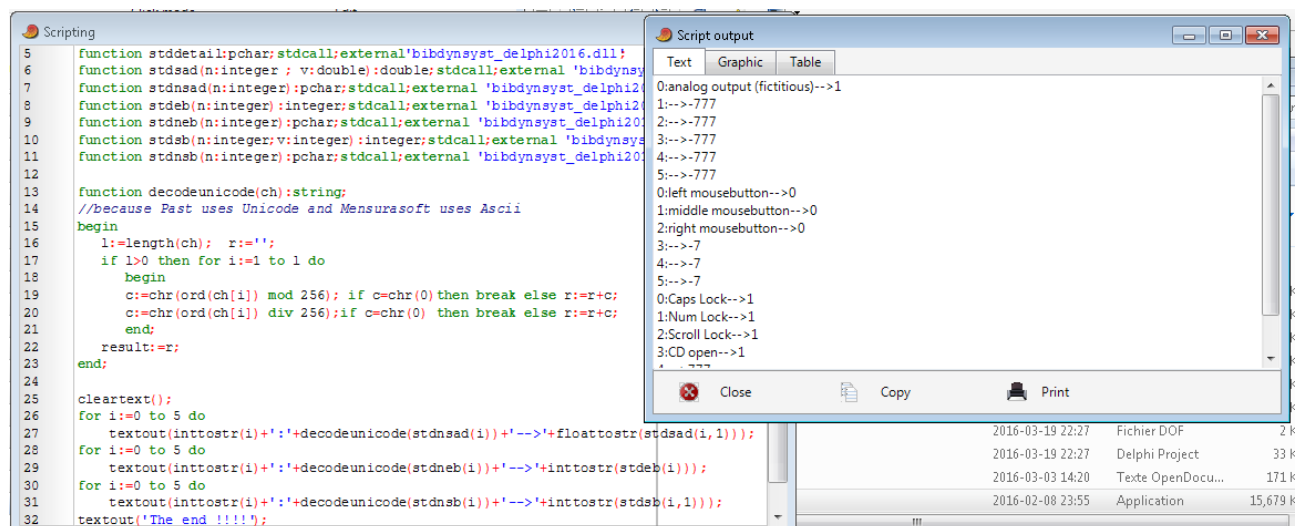 Scripting
5 function stddetail:pchar;stdcall;external'bibdynsyst_delphi2016.dll';
6 function stdsad(n:integer ; v:double):double;stdcall;external 'bibdynsy
7 function stdnsad(n:integer):pchar;stdcall;external 'bibdynsyst_delphi20
8 function stdeb(n:integer):integer;stdcall;external 'bibdynsyst_delphi20
9 function stdneb(n:integer):pchar;stdcall;external 'bibdynsyst_delphi201
10 function stdsb(n:integer;v:integer):integer;stdcall;external 'bibdynsys
11 function stdnsb(n:integer):pchar;stdcall;external 'bibdynsyst_delphi201
12
13 function decodeunicode(ch):string;
14 //because Past uses Unicode and Mensurasoft uses Ascii
15 begin
16 l:=length(ch); r:='';
17 if l>0 then for i:=1 to l do
18 begin
19 c:=chr(ord(ch[i]) mod 256); if c=chr(0)then break else r:=r+c;
20 c:=chr(ord(ch[i]) div 256);if c=chr(0) then break else r:=r+c;
21 end;
22 result:=r;
23 end;
24
25 cleartext();
26 for i:=0 to 5 do
27 textout(inttostr(i)+':'+decodeunicode(stdnsad(i))+'-->'+floattostr(stdsad(i,1)));
28 for i:=0 to 5 do
29 textout(inttostr(i)+':'+decodeunicode(stdneb(i))+'-->'+inttostr(stdeb(i)));
30 for i:=0 to 5 do
31 textout(inttostr(i)+':'+decodeunicode(stdnsb(i))+'-->'+inttostr(stdsb(i,1)));
32 textout('The end !!!!');
Script output
Text Graphic Table
0:analog output (fictitious)-->1
1:-->-777
2:-->-777
3:-->-777
4:-->-777
5:-->-777
0:left mousebutton-->0
1:middle mousebutton-->0
2:right mousebutton-->0
3:-->-7
4:-->-7
5:-->-7
0:Caps Lock-->1
1:Num Lock-->1
2:Scroll Lock-->1
3:CD open-->1
Close Copy Print
2016-03-19 22:27 Fichier DOF 2 K
2016-03-19 22:27 Delphi Project 33 K
2016-03-03 14:20 Texte OpenDocu... 171 K
2016-02-08 23:55 Application 15,679 K